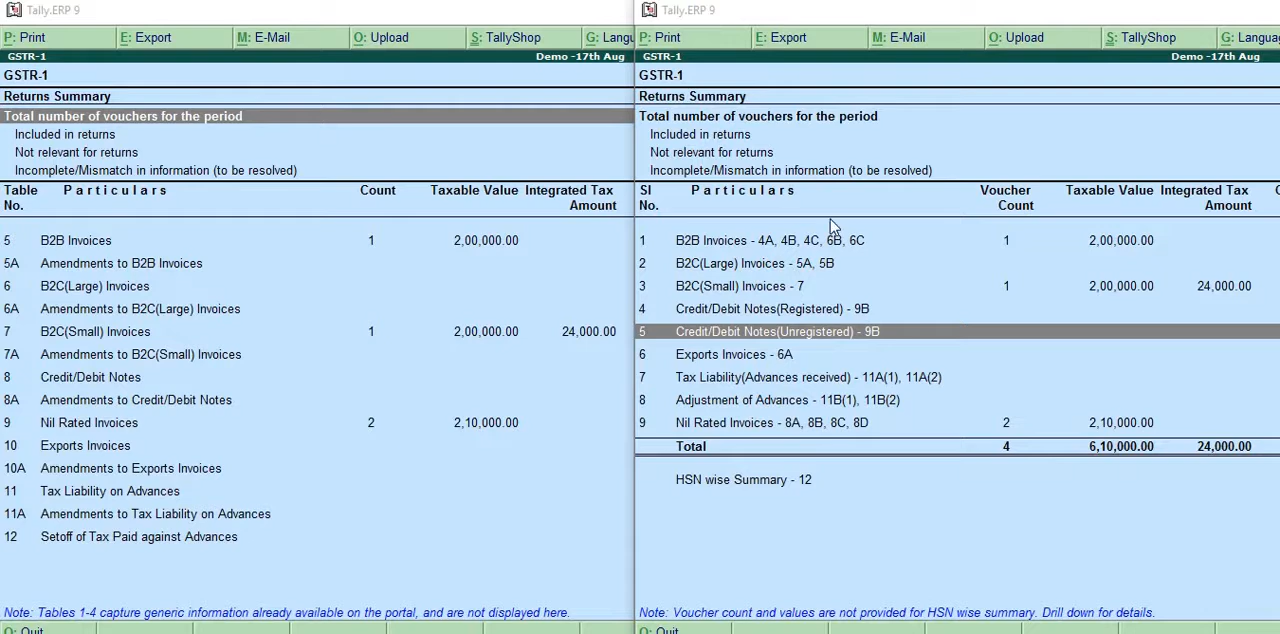 Tally.ERP 9
P: Print E: Export M: E-Mail O: Upload S: TallyShop G: Langu
GSTR-1 Demo -17th Aug
GSTR-1
Returns Summary
Total number of vouchers for the period
Included in returns
Not relevant for returns
Incomplete/Mismatch in information (to be resolved)
Table Particulars Count Taxable Value Integrated Tax
No. Amount
5 B2B Invoices 1 2,00,000.00
5A Amendments to B2B Invoices
6 B2C(Large) Invoices
6A Amendments to B2C(Large) Invoices
7 B2C(Small) Invoices 1 2,00,000.00 24,000.00
7A Amendments to B2C(Small) Invoices
8 Credit/Debit Notes
8A Amendments to Credit/Debit Notes
9 Nil Rated Invoices 2 2,10,000.00
10 Exports Invoices
10A Amendments to Exports Invoices
11 Tax Liability on Advances
11A Amendments to Tax Liability on Advances
12 Setoff of Tax Paid against Advances
Note: Tables 1-4 capture generic information already available on the portal, and are not displayed here.
Q: Quit
Tally.ERP 9
P: Print E: Export M: E-Mail O: Upload S: TallyShop G: Langua
GSTR-1 Demo -17th Aug
GSTR-1
Returns Summary
Total number of vouchers for the period
Included in returns
Not relevant for returns
Incomplete/Mismatch in information (to be resolved)
Sl Particulars Voucher Taxable Value Integrated Tax
No. Count Amount
1 B2B Invoices - 4A, 4B, 4C, 6B, 6C 1 2,00,000.00
2 B2C(Large) Invoices - 5A, 5B
3 B2C(Small) Invoices - 7 1 2,00,000.00 24,000.00
4 Credit/Debit Notes(Registered) - 9B
5 Credit/Debit Notes(Unregistered) - 9B
6 Exports Invoices - 6A
7 Tax Liability(Advances received) - 11A(1), 11A(2)
8 Adjustment of Advances - 11B(1), 11B(2)
9 Nil Rated Invoices - 8A, 8B, 8C, 8D 2 2,10,000.00
Total 4 6,10,000.00 24,000.00
HSN wise Summary - 12
Note: Voucher count and values are not provided for HSN wise summary. Drill down for details.
Q: Quit